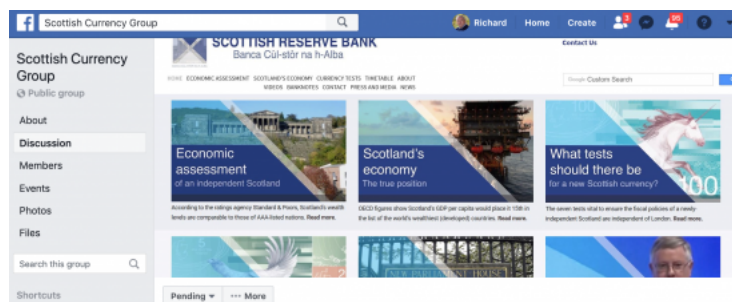 Scottish Currency Group
Richard
Home
Create
3
95
Scottish Currency
Group
Public group
About
Discussion
Members
Events
Photos
Files
Search this group
Shortcuts
SCOTTISH RESERVE BANK
Banca Cùl-stòr na h-Alba
Contact Us
HOME ECONOMIC ASSESSMENT SCOTLAND'S ECONOMY CURRENCY TESTS TIMETABLE ABOUT
VIDEOS BANKNOTES CONTACT PRESS AND MEDIA NEWS
Google Custom Search
Economic
assessment
of an independent Scotland
Scotland's
economy
The true position
What tests
should there be
for a new Scottish currency?
100
According to the ratings agency Standard & Poors, Scotland's wealth
levels are comparable to those of AAA-listed nations. Read more.
OECD figures show Scotland's GDP per capita would place it 15th in
the list of the world's wealthiest (developed) countries. Read more.
The seven tests vital to ensure the fiscal policies of a newly-
independent Scotland are independent of London. Read more.
2
NEW PARLIAMENT HOUSE
Pending
More